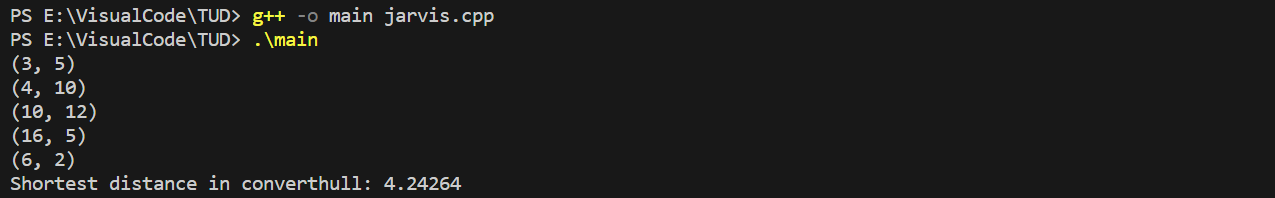 PS E:\VisualCode\TUD> g++ -o main jarvis.cpp
PS E:\VisualCode\TUD> .\main
(3, 5)
(4, 10)
(10, 12)
(16, 5)
(6, 2)
Shortest distance in converthull: 4.24264